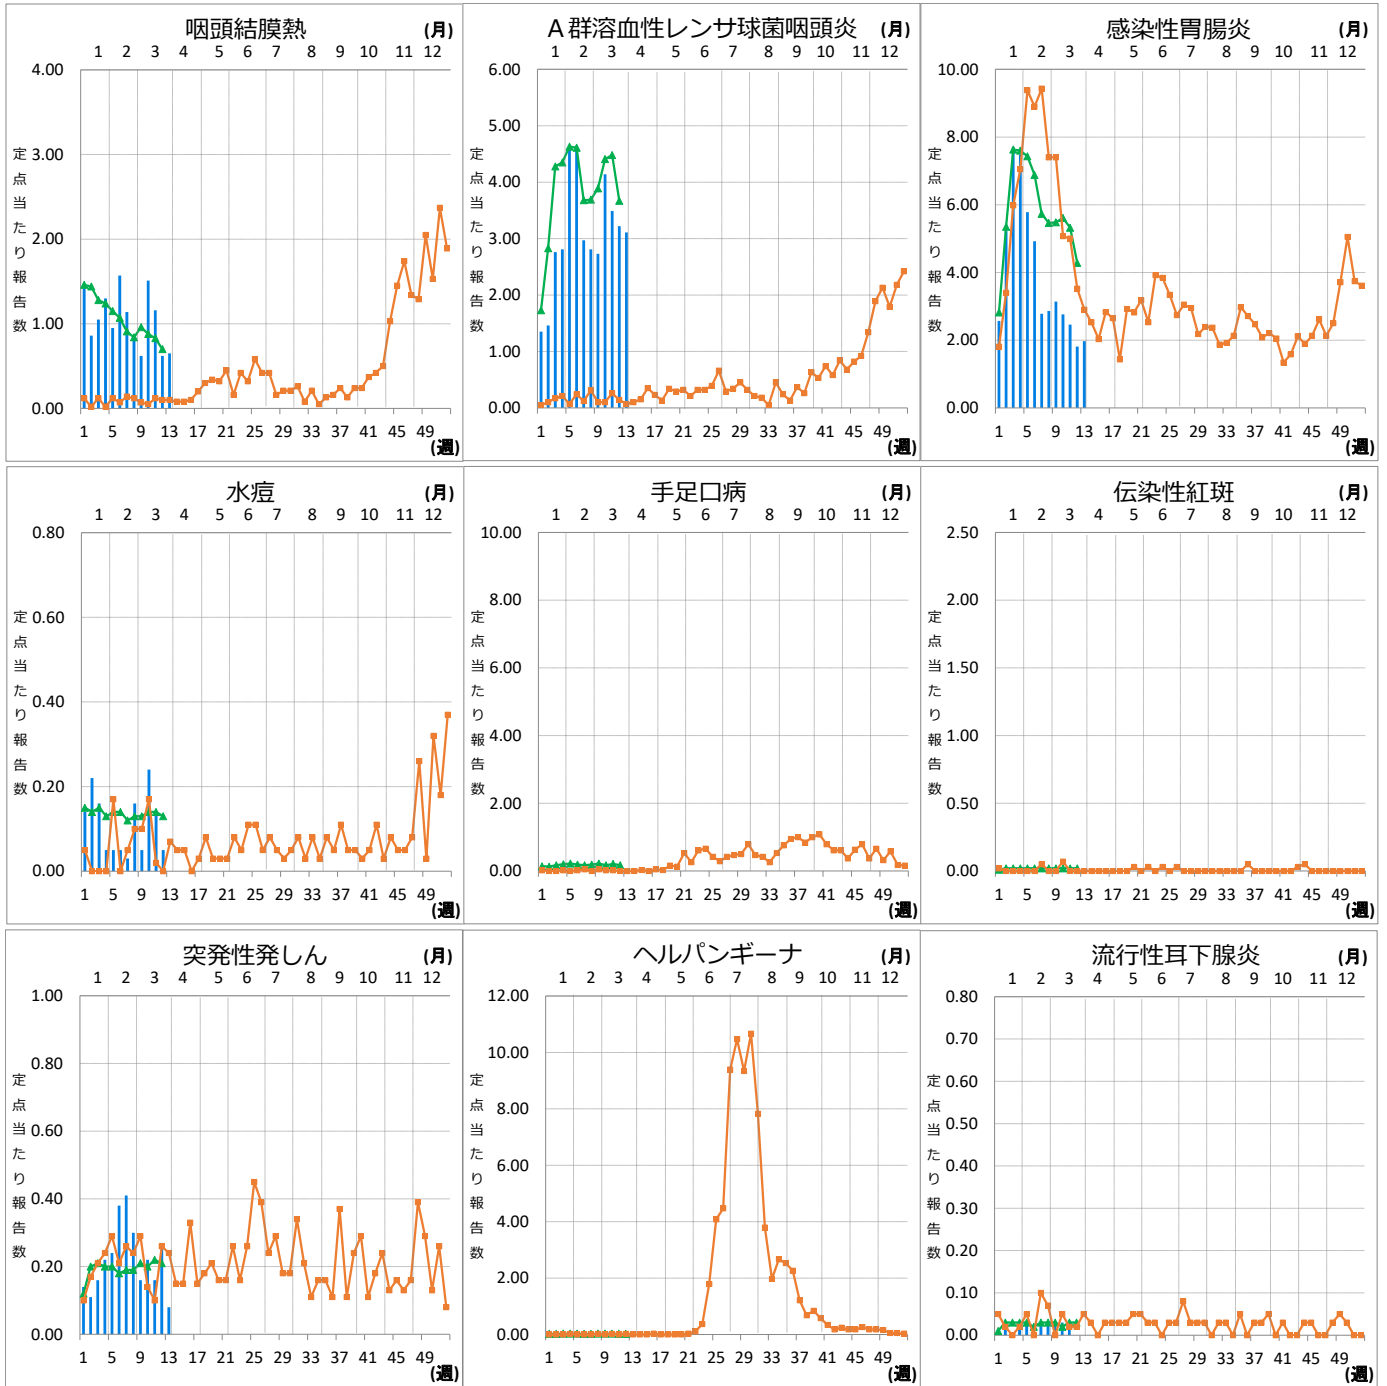 咽頭結膜熱
(月)
1 2 3 4 5 6 7 8 9 10 11 12
4.00
3.00
2.00
1.00
0.00
定点当たり報告数
1 5 9 13 17 21 25 29 33 37 41 45 49
(週)
A群溶血性レンサ球菌咽頭炎
(月)
1 2 3 4 5 6 7 8 9 10 11 12
6.00
5.00
4.00
3.00
2.00
1.00
0.00
定点当たり報告数
1 5 9 13 17 21 25 29 33 37 41 45 49
(週)
感染性胃腸炎
(月)
1 2 3 4 5 6 7 8 9 10 11 12
10.00
8.00
6.00
4.00
2.00
0.00
定点当たり報告数
1 5 9 13 17 21 25 29 33 37 41 45 49
(週)
水痘
(月)
1 2 3 4 5 6 7 8 9 10 11 12
0.80
0.60
0.40
0.20
0.00
定点当たり報告数
1 5 9 13 17 21 25 29 33 37 41 45 49
(週)
手足口病
(月)
1 2 3 4 5 6 7 8 9 10 11 12
10.00
8.00
6.00
4.00
2.00
0.00
定点当たり報告数
1 5 9 13 17 21 25 29 33 37 41 45 49
(週)
伝染性紅斑
(月)
1 2 3 4 5 6 7 8 9 10 11 12
2.50
2.00
1.50
1.00
0.50
0.00
定点当たり報告数
1 5 9 13 17 21 25 29 33 37 41 45 49
(週)
突発性発しん
(月)
1 2 3 4 5 6 7 8 9 10 11 12
1.00
0.80
0.60
0.40
0.20
0.00
定点当たり報告数
1 5 9 13 17 21 25 29 33 37 41 45 49
(週)
ヘルパンギーナ
(月)
1 2 3 4 5 6 7 8 9 10 11 12
12.00
10.00
8.00
6.00
4.00
2.00
0.00
定点当たり報告数
1 5 9 13 17 21 25 29 33 37 41 45 49
(週)
流行性耳下腺炎
(月)
1 2 3 4 5 6 7 8 9 10 11 12
0.80
0.70
0.60
0.50
0.40
0.30
0.20
0.10
0.00
定点当たり報告数
1 5 9 13 17 21 25 29 33 37 41 45 49
(週)